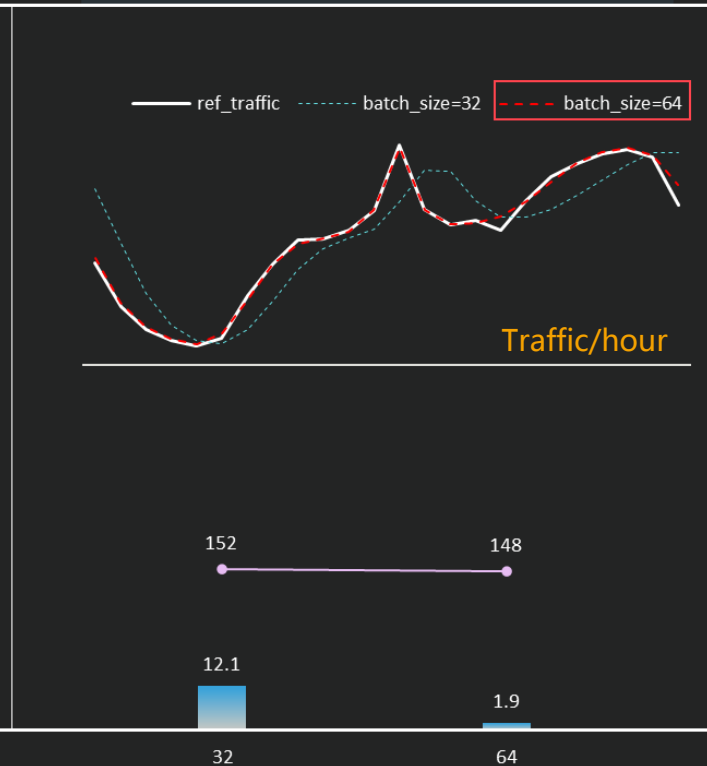 ref_traffic batch_size=32 batch_size=64
Traffic/hour
152 148
12.1
1.9
32 64